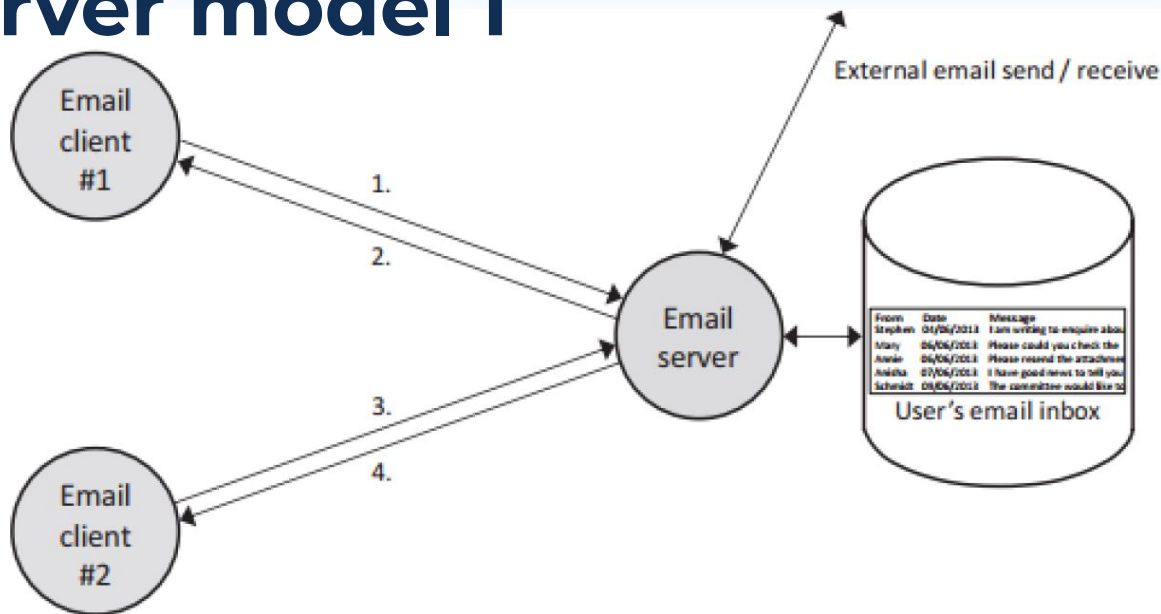 rver model 1
External email send / receive
Email
client
#1
1.
2.
Email
server
From Date Message
Stephen 04/06/2013 I am writing to enquire abou
Mary 06/06/2013 Please could you check the
Annie 06/06/2013 Please resend the attachmen
Anisha 07/06/2013 I have good news to tell you
Schmidt 09/06/2013 The committee would like to
User's email inbox
3.
4.
Email
client
#2